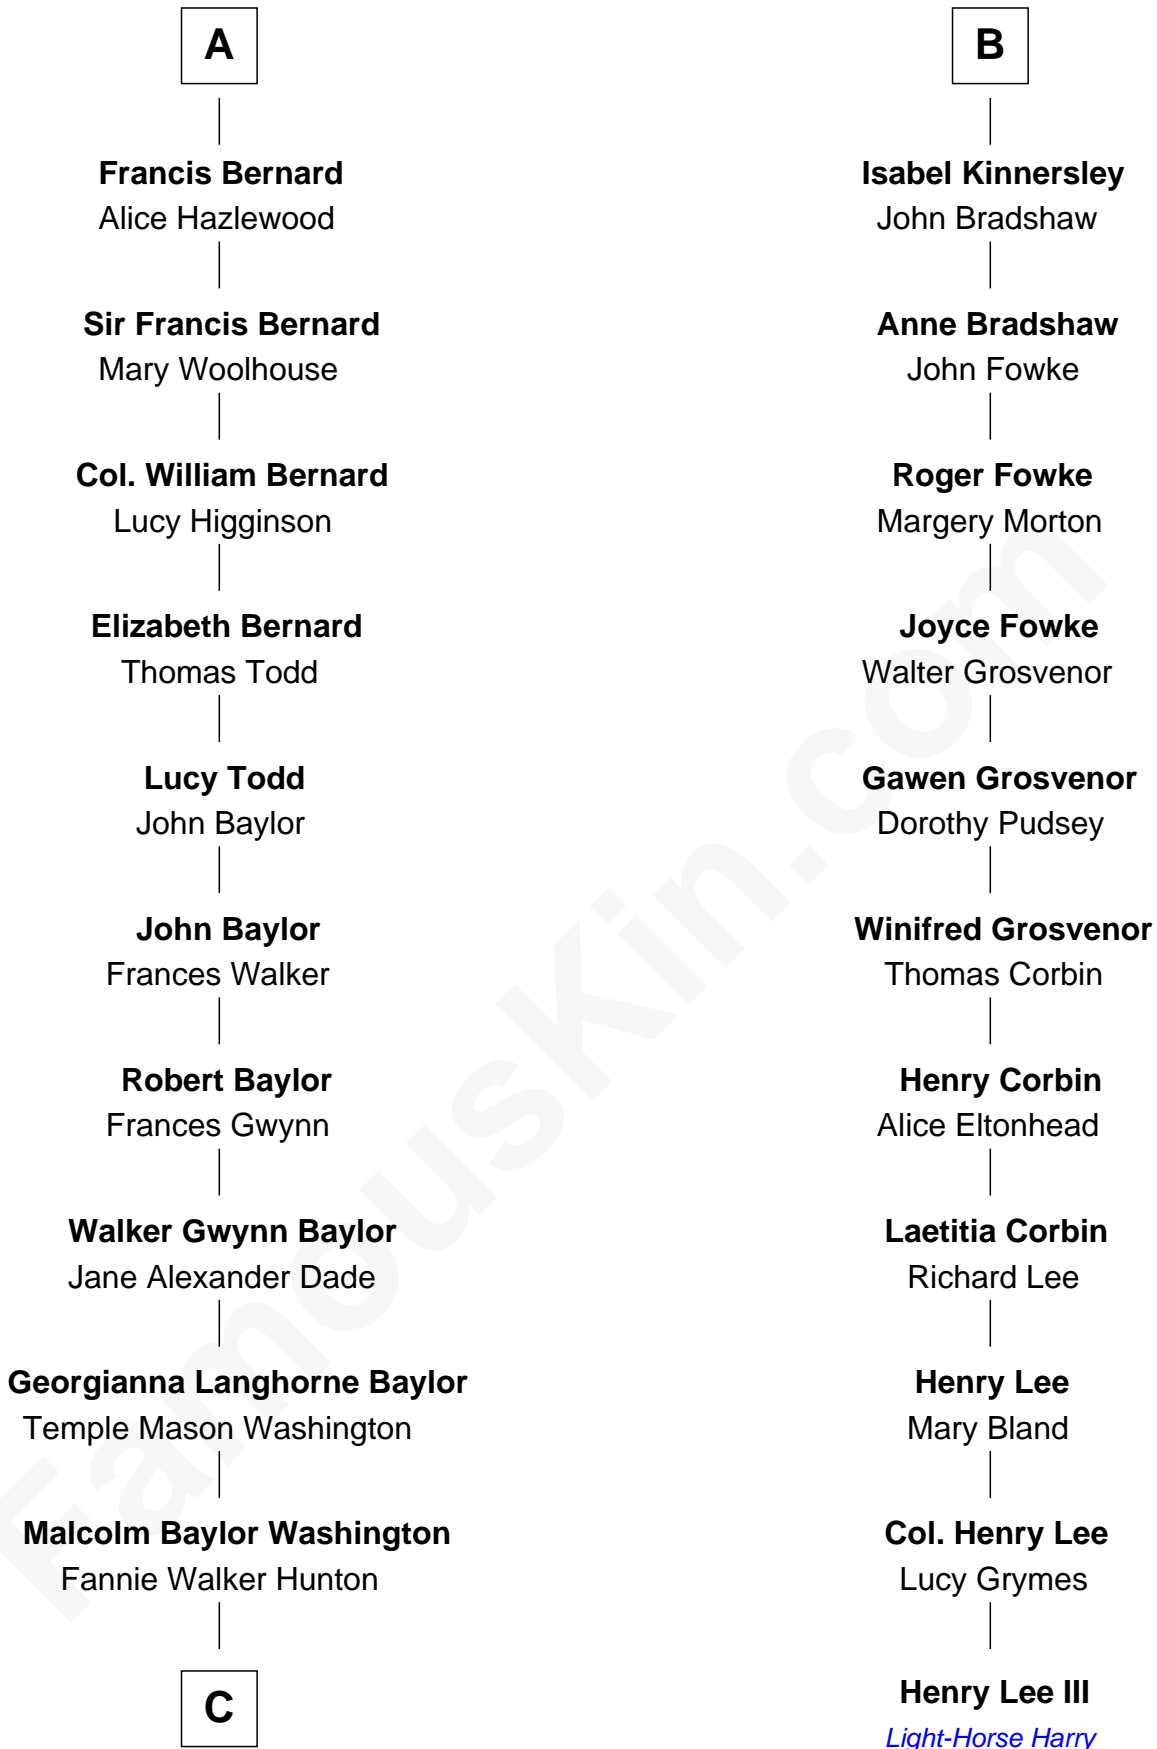 A
Francis Bernard
Alice Hazlewood
Sir Francis Bernard
Mary Woolhouse
Col. William Bernard
Lucy Higginson
Elizabeth Bernard
Thomas Todd
Lucy Todd
John Baylor
John Baylor
Frances Walker
Robert Baylor
Frances Gwynn
Walker Gwynn Baylor
Jane Alexander Dade
Georgianna Langhorne Baylor
Temple Mason Washington
Malcolm Baylor Washington
Fannie Walker Hunton
C
B
Isabel Kinnersley
John Bradshaw
Anne Bradshaw
John Fowke
Roger Fowke
Margery Morton
Joyce Fowke
Walter Grosvenor
Gawen Grosvenor
Dorothy Pudsey
Winifred Grosvenor
Thomas Corbin
Henry Corbin
Alice Eltonhead
Laetitia Corbin
Richard Lee
Henry Lee
Mary Bland
Col. Henry Lee
Lucy Grymes
Henry Lee III
Light-Horse Harry
FamousKin.com